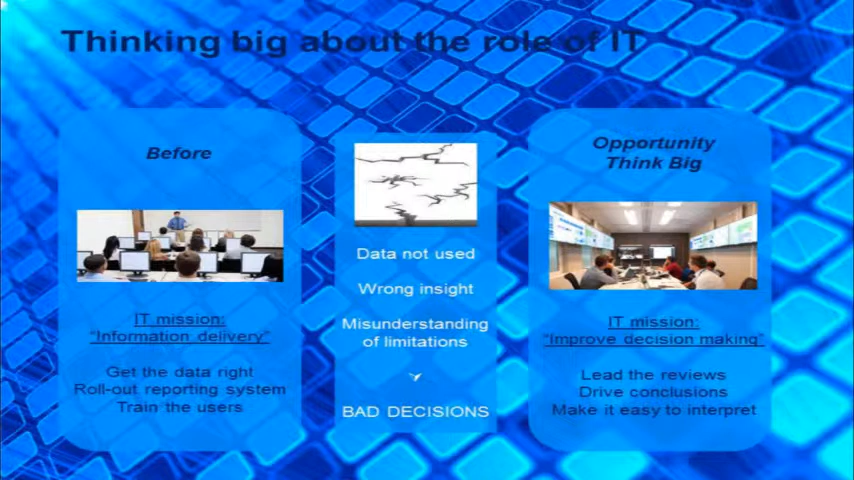 Thinking big about the role of IT
Before
IT mission:
"Information delivery"
Get the data right
Roll-out reporting system
Train the users
Data not used
Wrong insight
Misunderstanding
of limitations
BAD DECISIONS
Opportunity
Think Big
IT mission:
"Improve decision making"
Lead the reviews
Drive conclusions
Make it easy to interpret